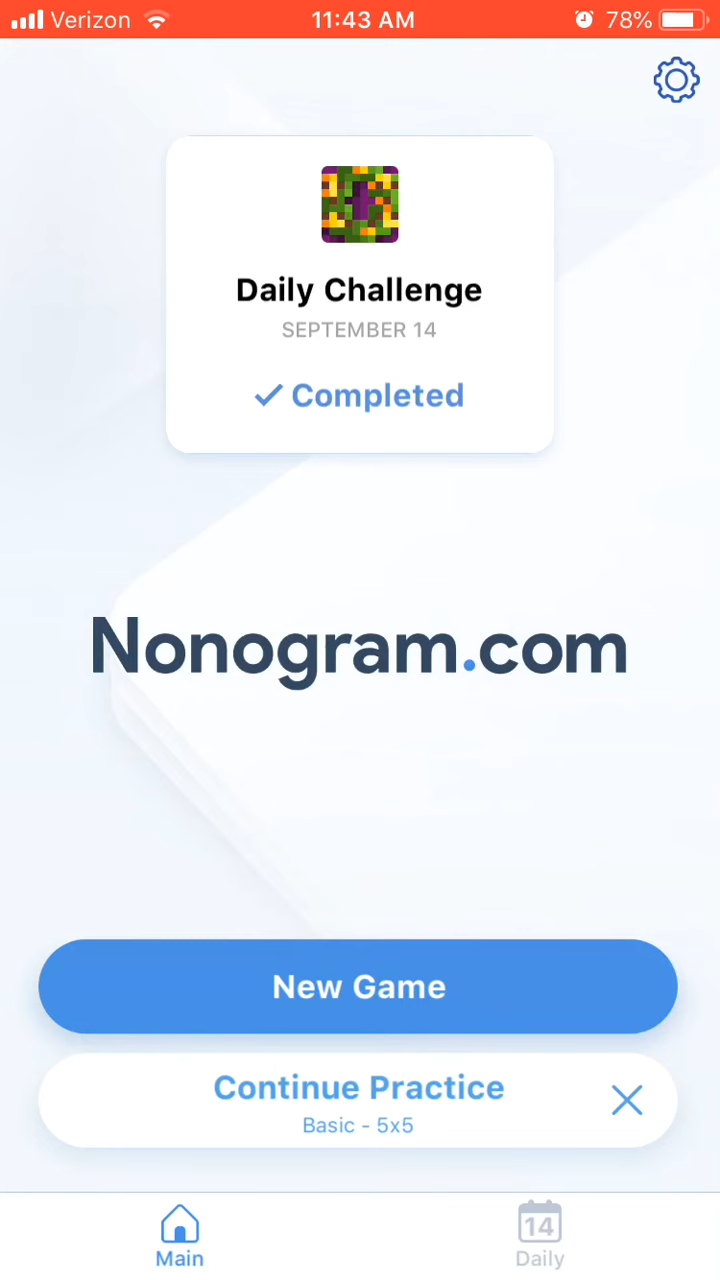 Verizon 11:43 AM 78%
Daily Challenge
SEPTEMBER 14
Completed
Nonogram.com
New Game
Continue Practice
Basic - 5x5
14
Main Daily